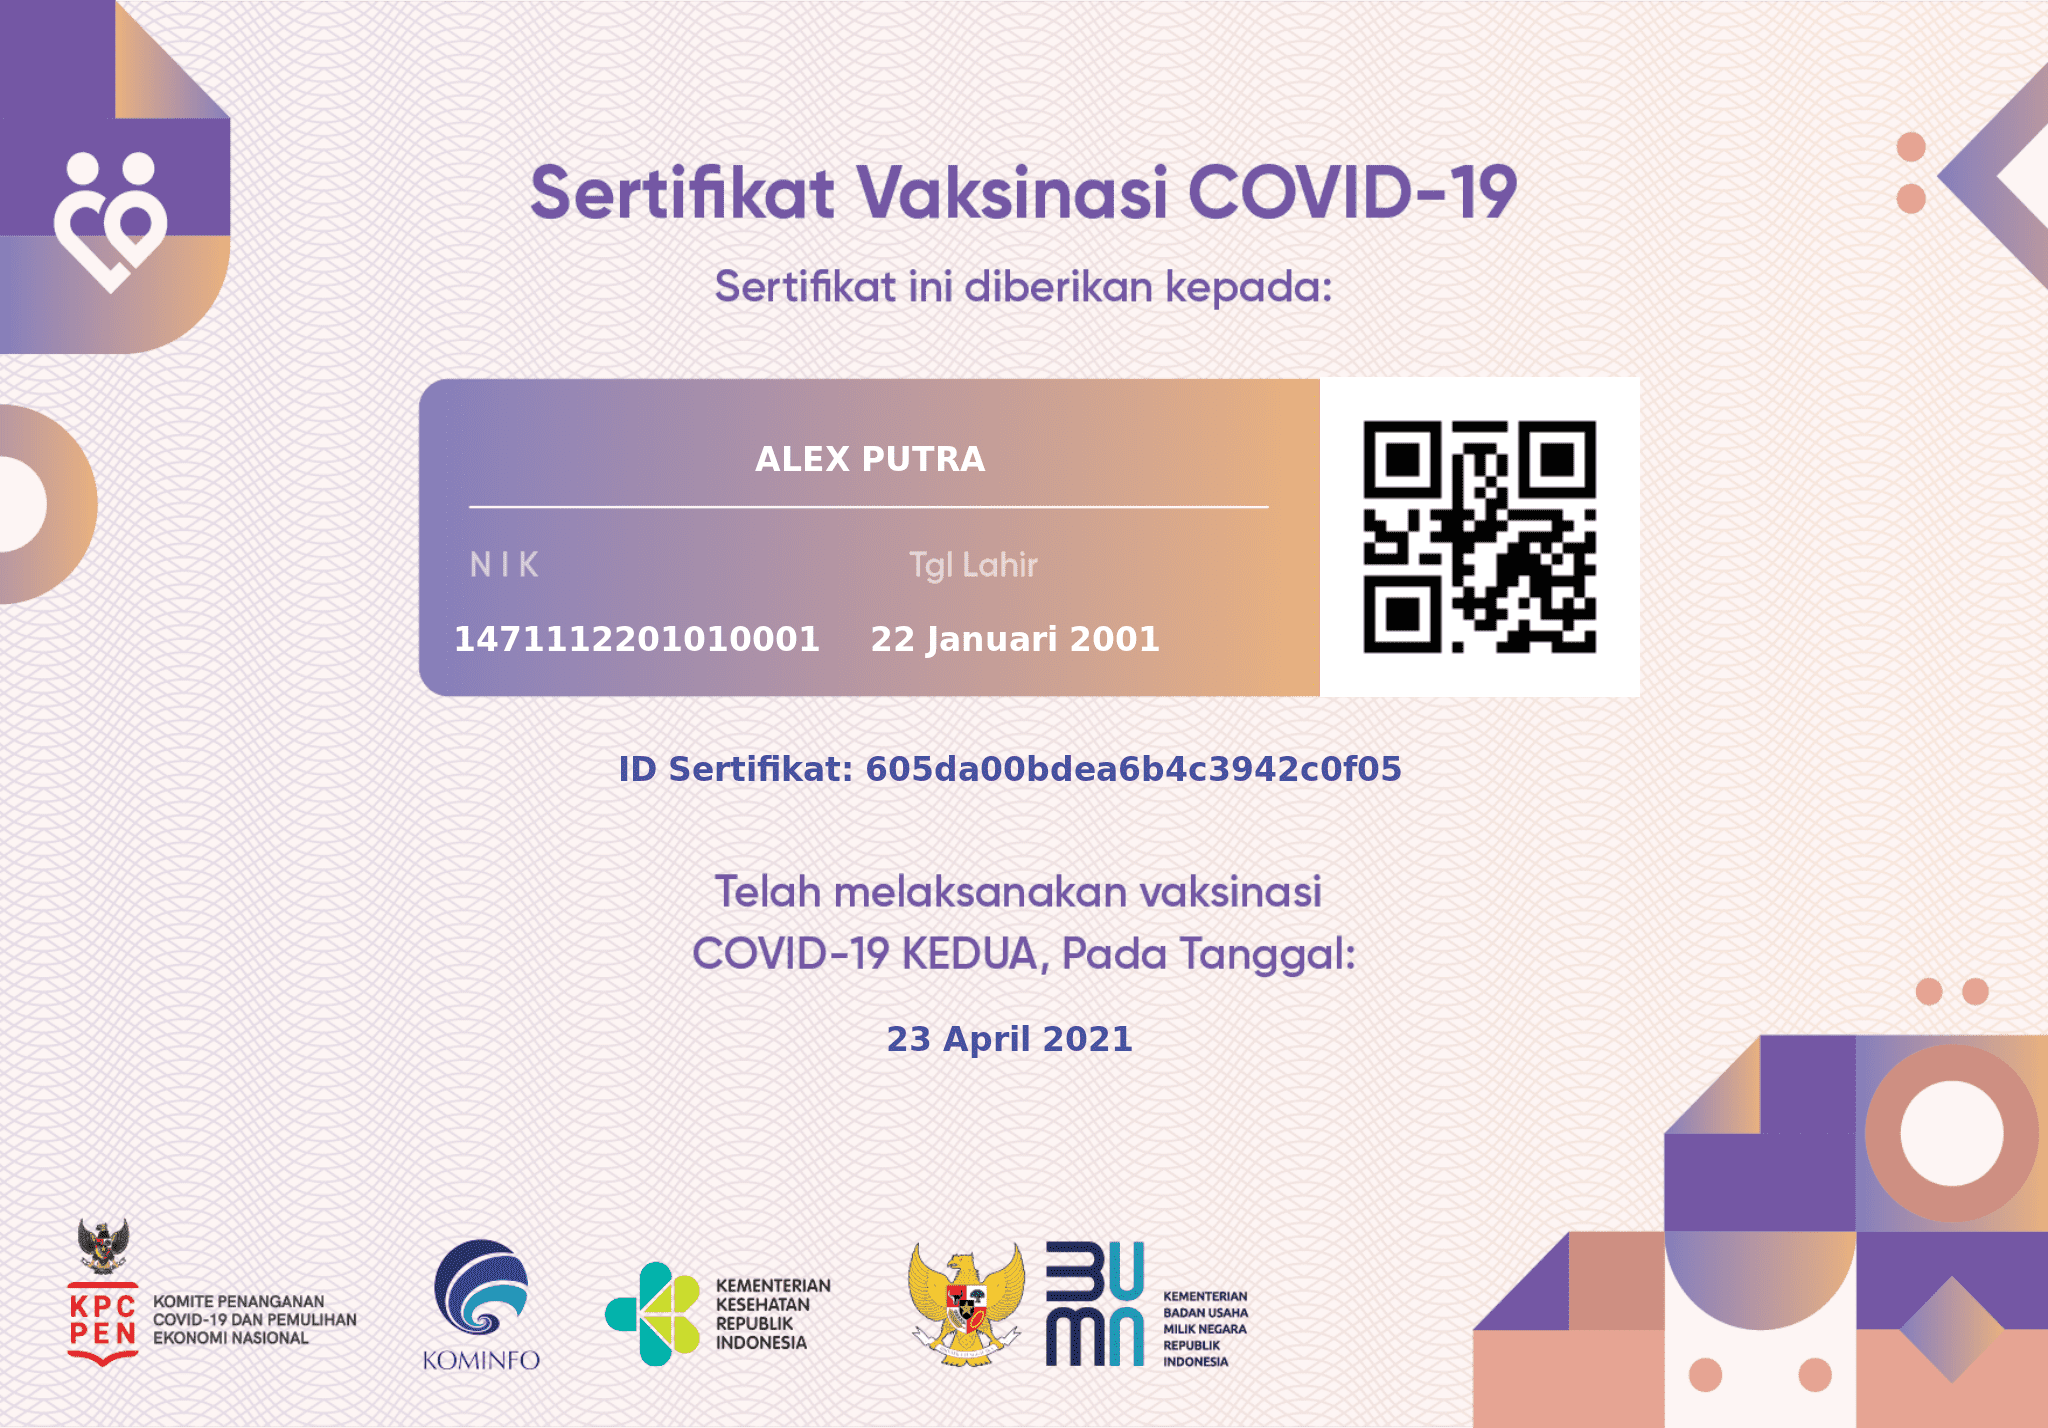 Sertifikat Vaksinasi COVID-19
Sertifikat ini diberikan kepada:
ALEX PUTRA
N I K
Tgl Lahir
1471112201010001
22 Januari 2001
ID Sertifikat: 605da00bdea6b4c3942c0f05
Telah melaksanakan vaksinasi
COVID-19 KEDUA, Pada Tanggal:
23 April 2021
KPC
PEN
KOMITE PENANGANAN
COVID-19 DAN PEMULIHAN
EKONOMI NASIONAL
KOMINFO
KEMENTERIAN
KESEHATAN
REPUBLIK
INDONESIA
BUMN
KEMENTERIAN
BADAN USAHA
MILIK NEGARA
REPUBLIK
INDONESIA